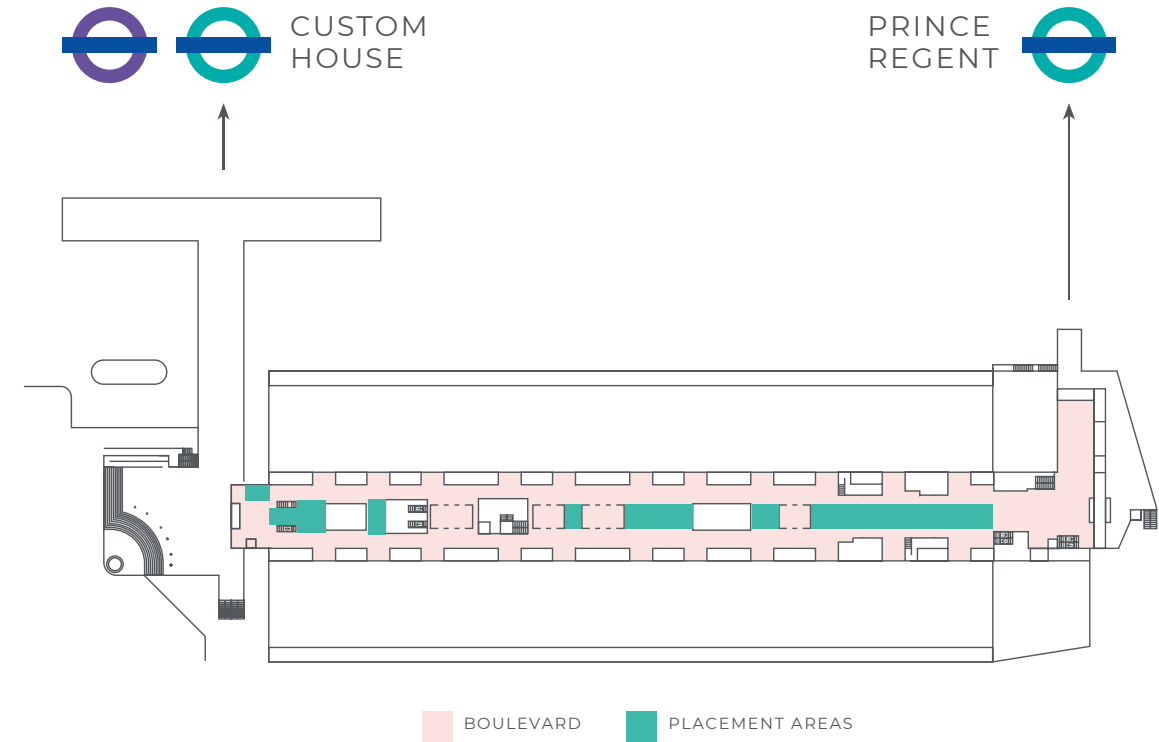 CUSTOM
HOUSE
PRINCE
REGENT
BOULEVARD
PLACEMENT AREAS